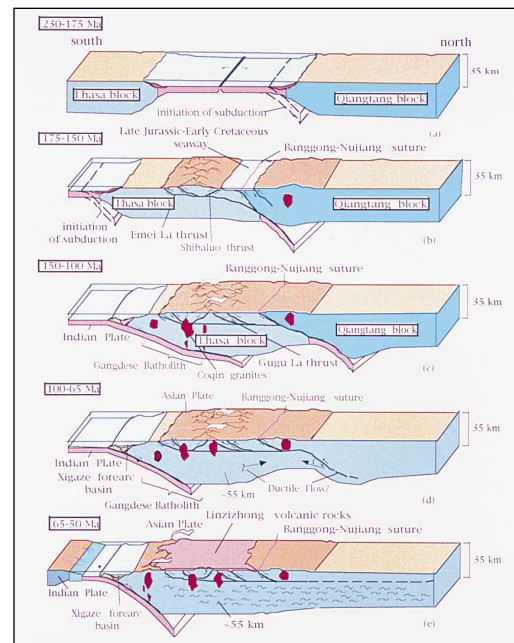 230-175 Ma
south
north
35 km
Lhasa block
Qiangtang block
initiation of subduction
(a)
Late Jurassic-Early Cretaceous
seaway
175-150 Ma
Banggong-Nujiang suture
35 km
Lhasa block
Qiangtang block
initiation
of subduction
Emei La thrust
Shibaluo thrust
(b)
150-100 Ma
Banggong-Nujiang suture
35 km
Indian Plate
Lhasa block
Qiangtang block
Gangdese Batholith
Gugu La thrust
Coqin granites
(c)
100-65 Ma
Asian Plate
Banggong-Nujiang suture
35 km
Indian Plate
Xigaze forearc
basin
Ductile Flow?
~55 km
Gangdese Batholith
(d)
65-50 Ma
Linzizhong volcanic rocks
Asian Plate
Banggong-Nujiang suture
35 km
Indian Plate
Xigaze forearc
basin
~55 km
(e)